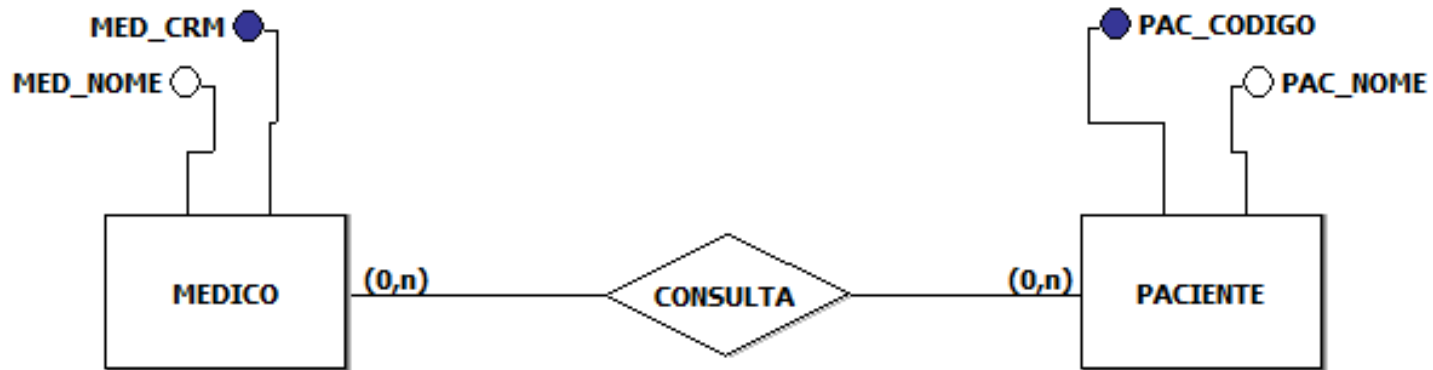 MED_CRM
PAC_CODIGO
MED_NOME
PAC_NOME
MEDICO
(0,n)
CONSULTA
(0,n)
PACIENTE